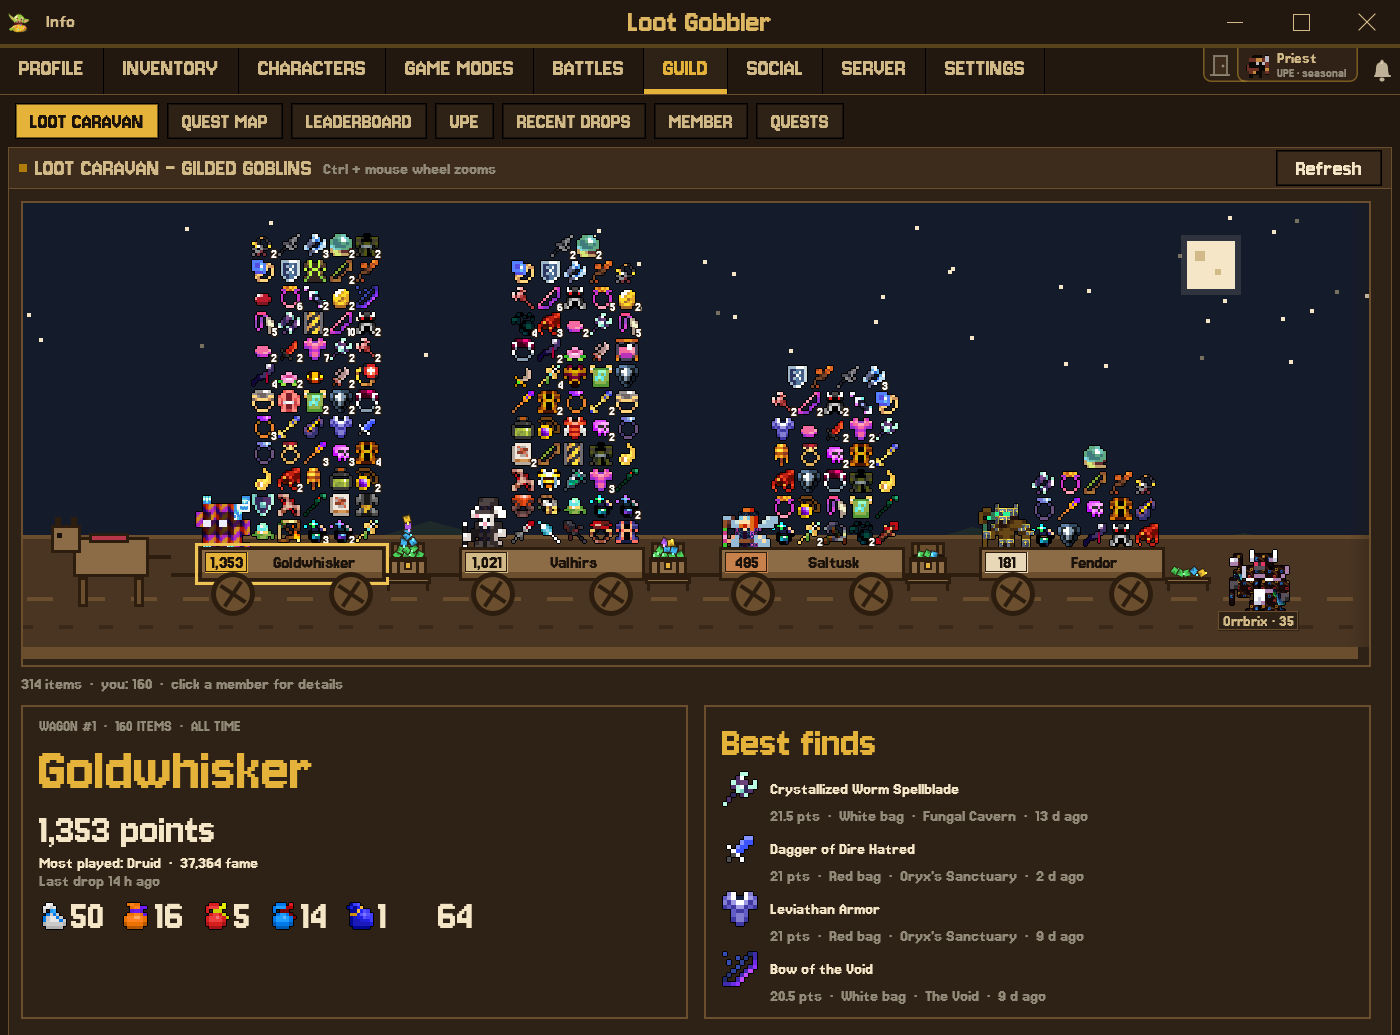 Info
Loot Gobbler
PROFILE
INVENTORY
CHARACTERS
GAME MODES
BATTLES
GUILD
SOCIAL
SERVER
SETTINGS
Priest
UPE · seasonal
LOOT CARAVAN
QUEST MAP
LEADERBOARD
UPE
RECENT DROPS
MEMBER
QUESTS
LOOT CARAVAN - GILDED GOBLINS
Ctrl + mouse wheel zooms
Refresh
1,353 Goldwhisker
1,021 Valhirs
495 Saltusk
181 Fendor
Orrbrix · 35
314 items · you: 160 · click a member for details
WAGON #1 · 160 ITEMS · ALL TIME
Goldwhisker
1,353 points
Most played: Druid · 37,364 fame
Last drop 14 h ago
50 16 5 14 1 64
Best finds
Crystallized Worm Spellblade
21.5 pts · White bag · Fungal Cavern · 13 d ago
Dagger of Dire Hatred
21 pts · Red bag · Oryx's Sanctuary · 2 d ago
Leviathan Armor
21 pts · Red bag · Oryx's Sanctuary · 9 d ago
Bow of the Void
20.5 pts · White bag · The Void · 9 d ago